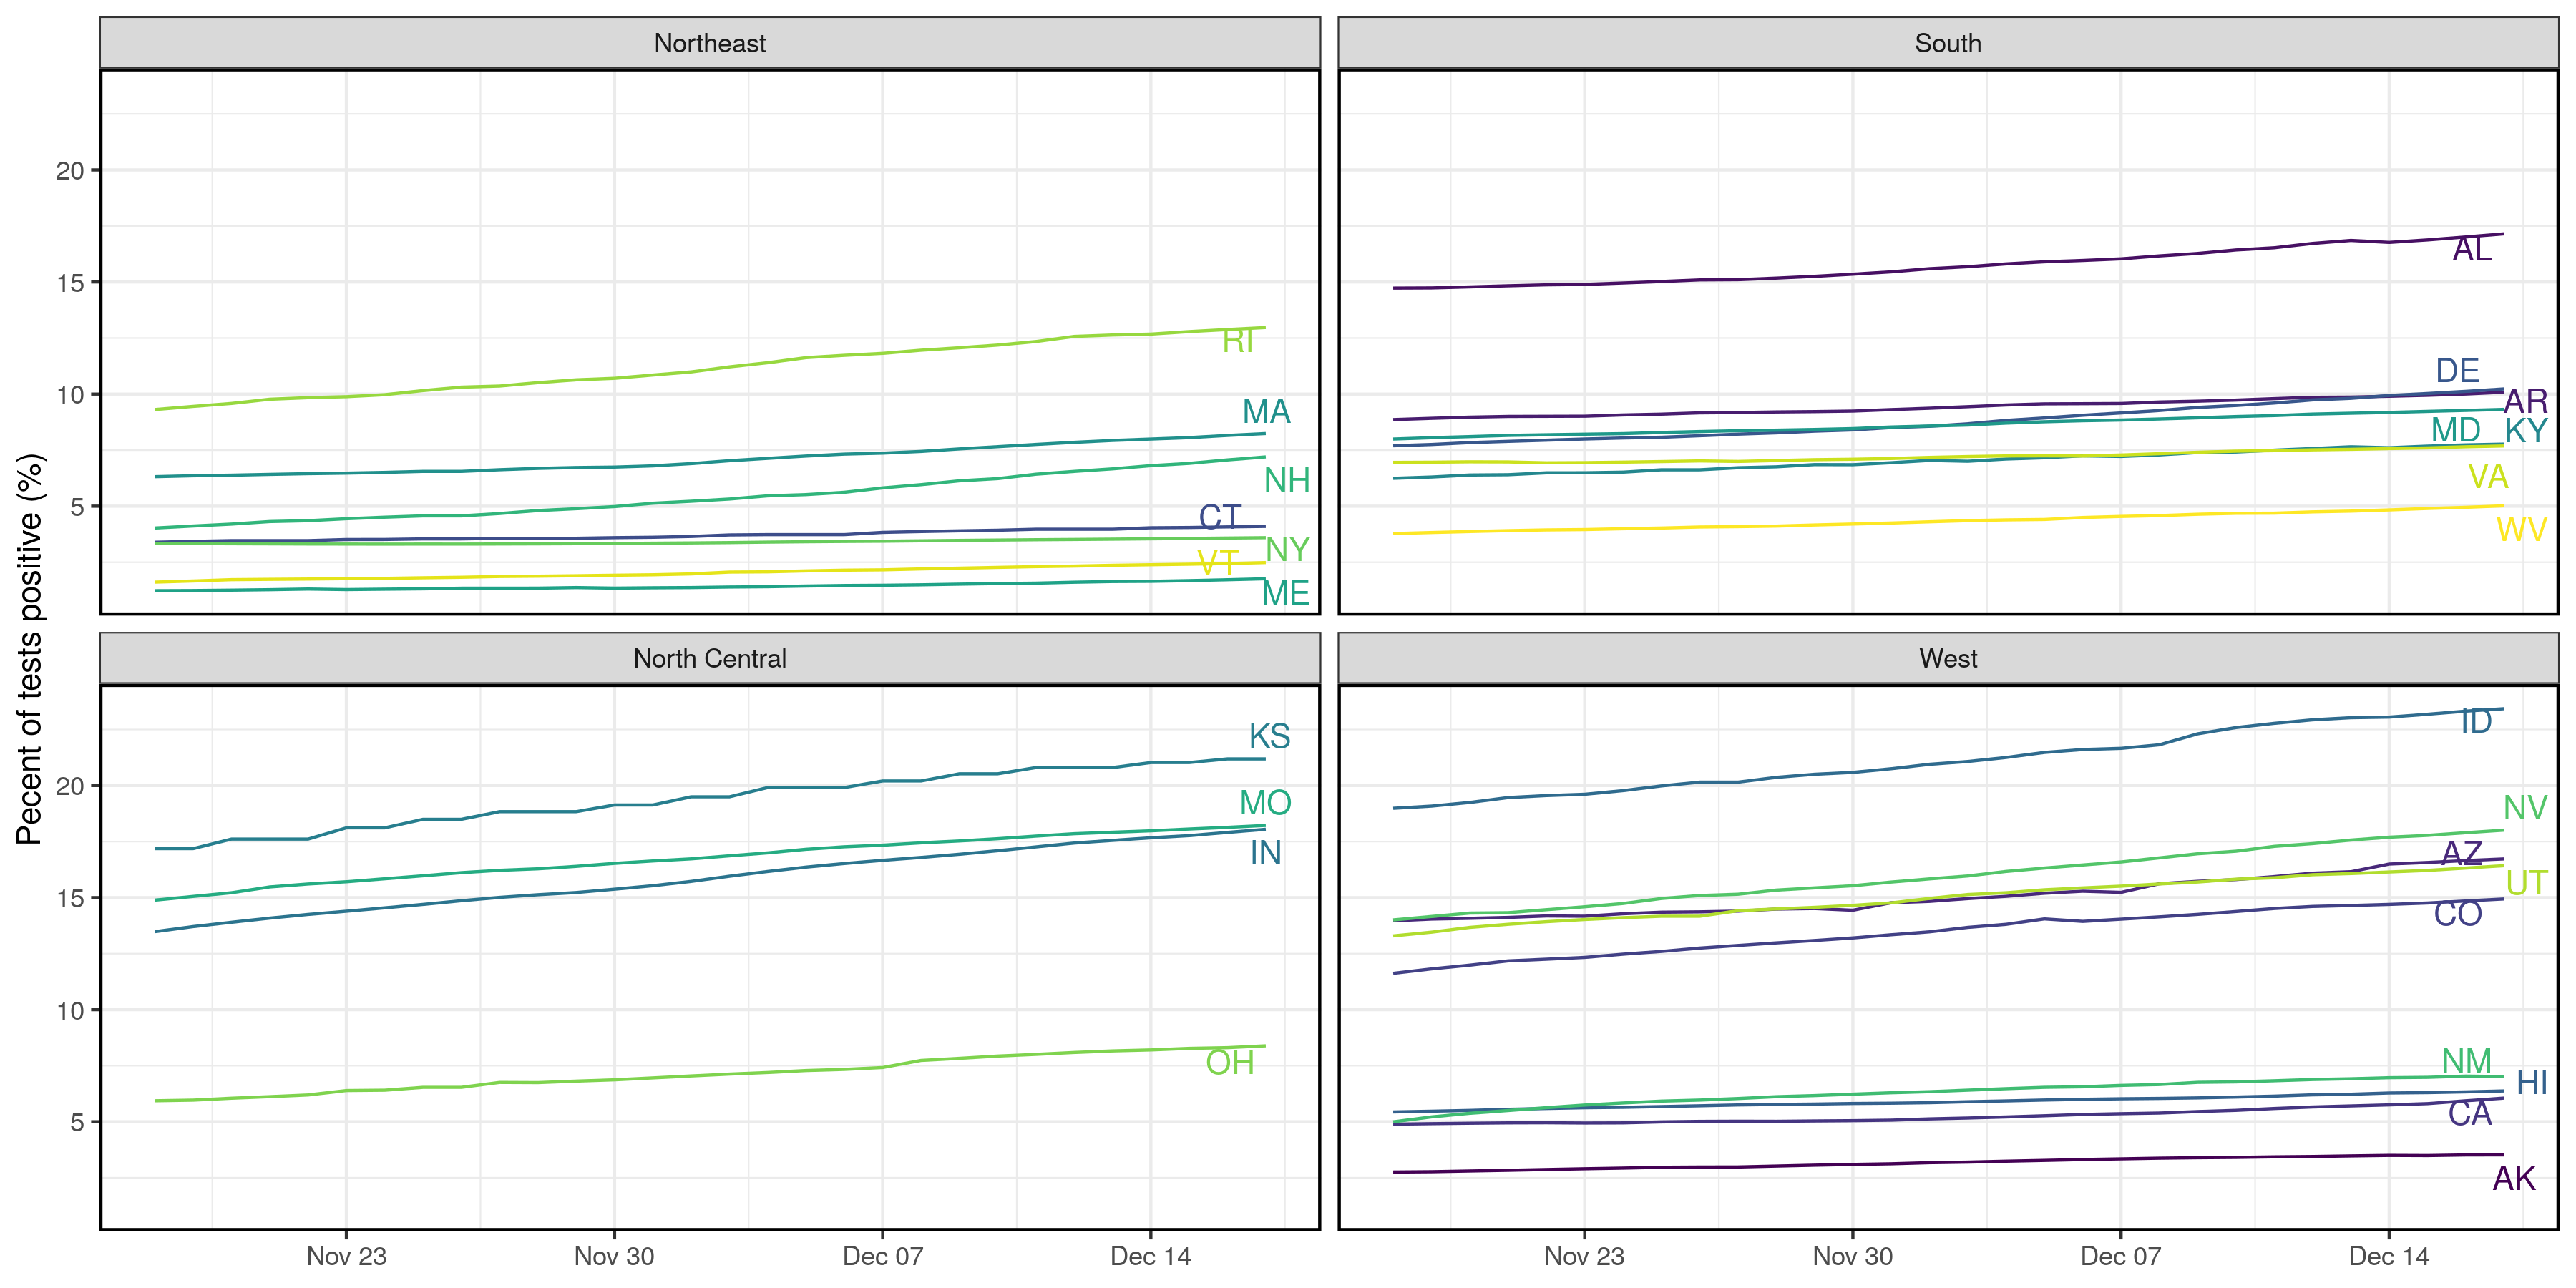 Northeast
South
Pecent of tests positive (%)
20
15
10
5
RI
MA
NH
CT
NY
VT
ME
AL
DE
AR
MD KY
VA
WV
North Central
West
20
15
10
5
KS
MO
IN
OH
ID
NV
AZ
UT
CO
NM
HI
CA
AK
Nov 23 Nov 30 Dec 07 Dec 14
Nov 23 Nov 30 Dec 07 Dec 14